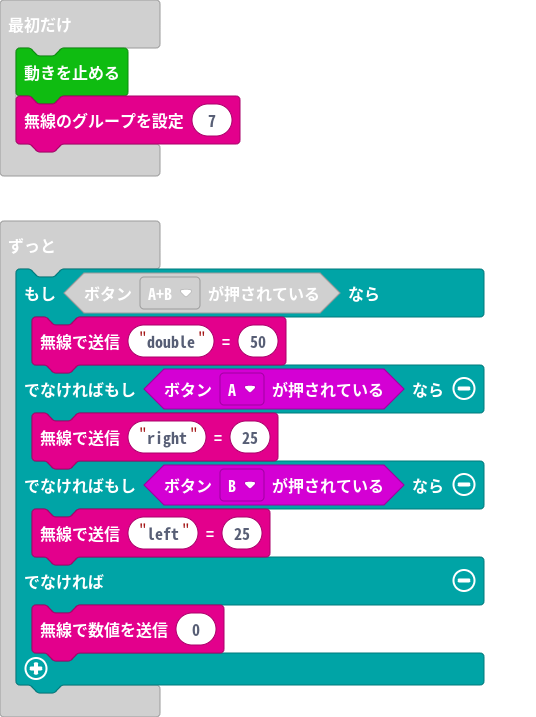 最初だけ
動きを止める
無線のグループを設定 7
ずっと
もし ボタン A+B が押されている なら
無線で送信 "double" = 50
でなければもし ボタン A が押されている なら
無線で送信 "right" = 25
でなければもし ボタン B が押されている なら
無線で送信 "left" = 25
でなければ
無線で数値を送信 0